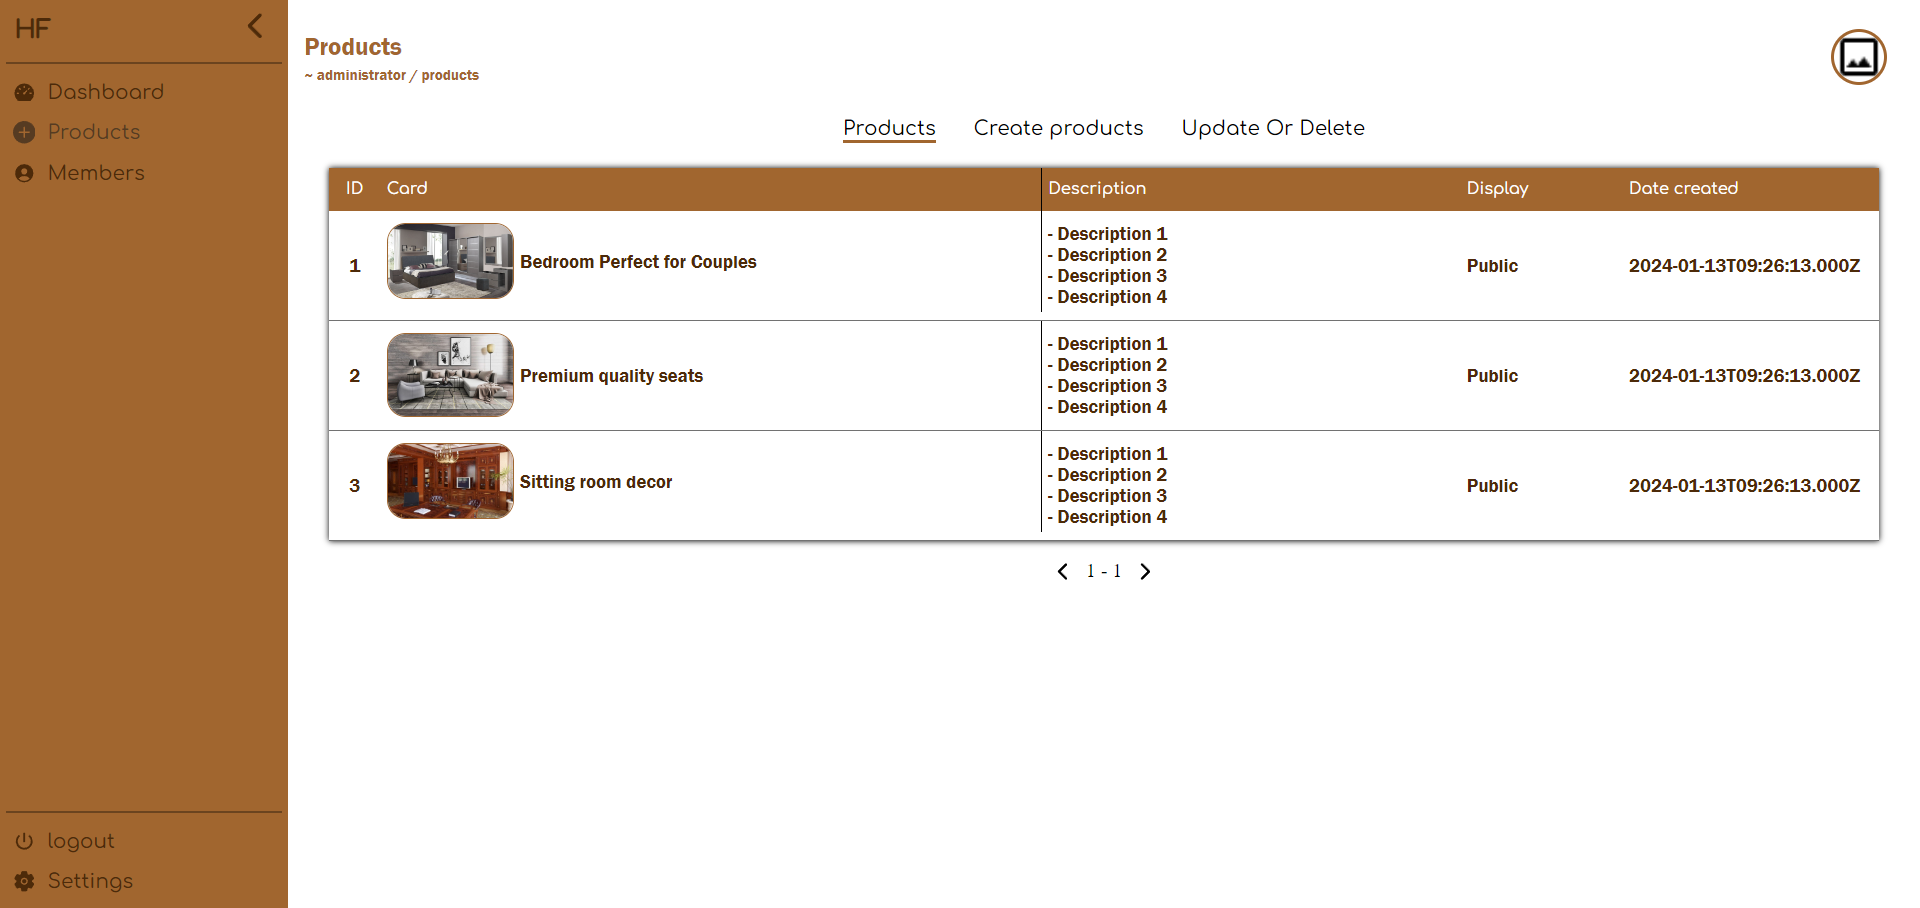 HF
Dashboard
Products
Members
logout
Settings
Products
~ administrator / products
Products Create products Update Or Delete
ID Card Description Display Date created
1 Bedroom Perfect for Couples Public 2024-01-13T09:26:13.000Z
- Description 1
- Description 2
- Description 3
- Description 4
2 Premium quality seats Public 2024-01-13T09:26:13.000Z
- Description 1
- Description 2
- Description 3
- Description 4
3 Sitting room decor Public 2024-01-13T09:26:13.000Z
- Description 1
- Description 2
- Description 3
- Description 4
1 - 1